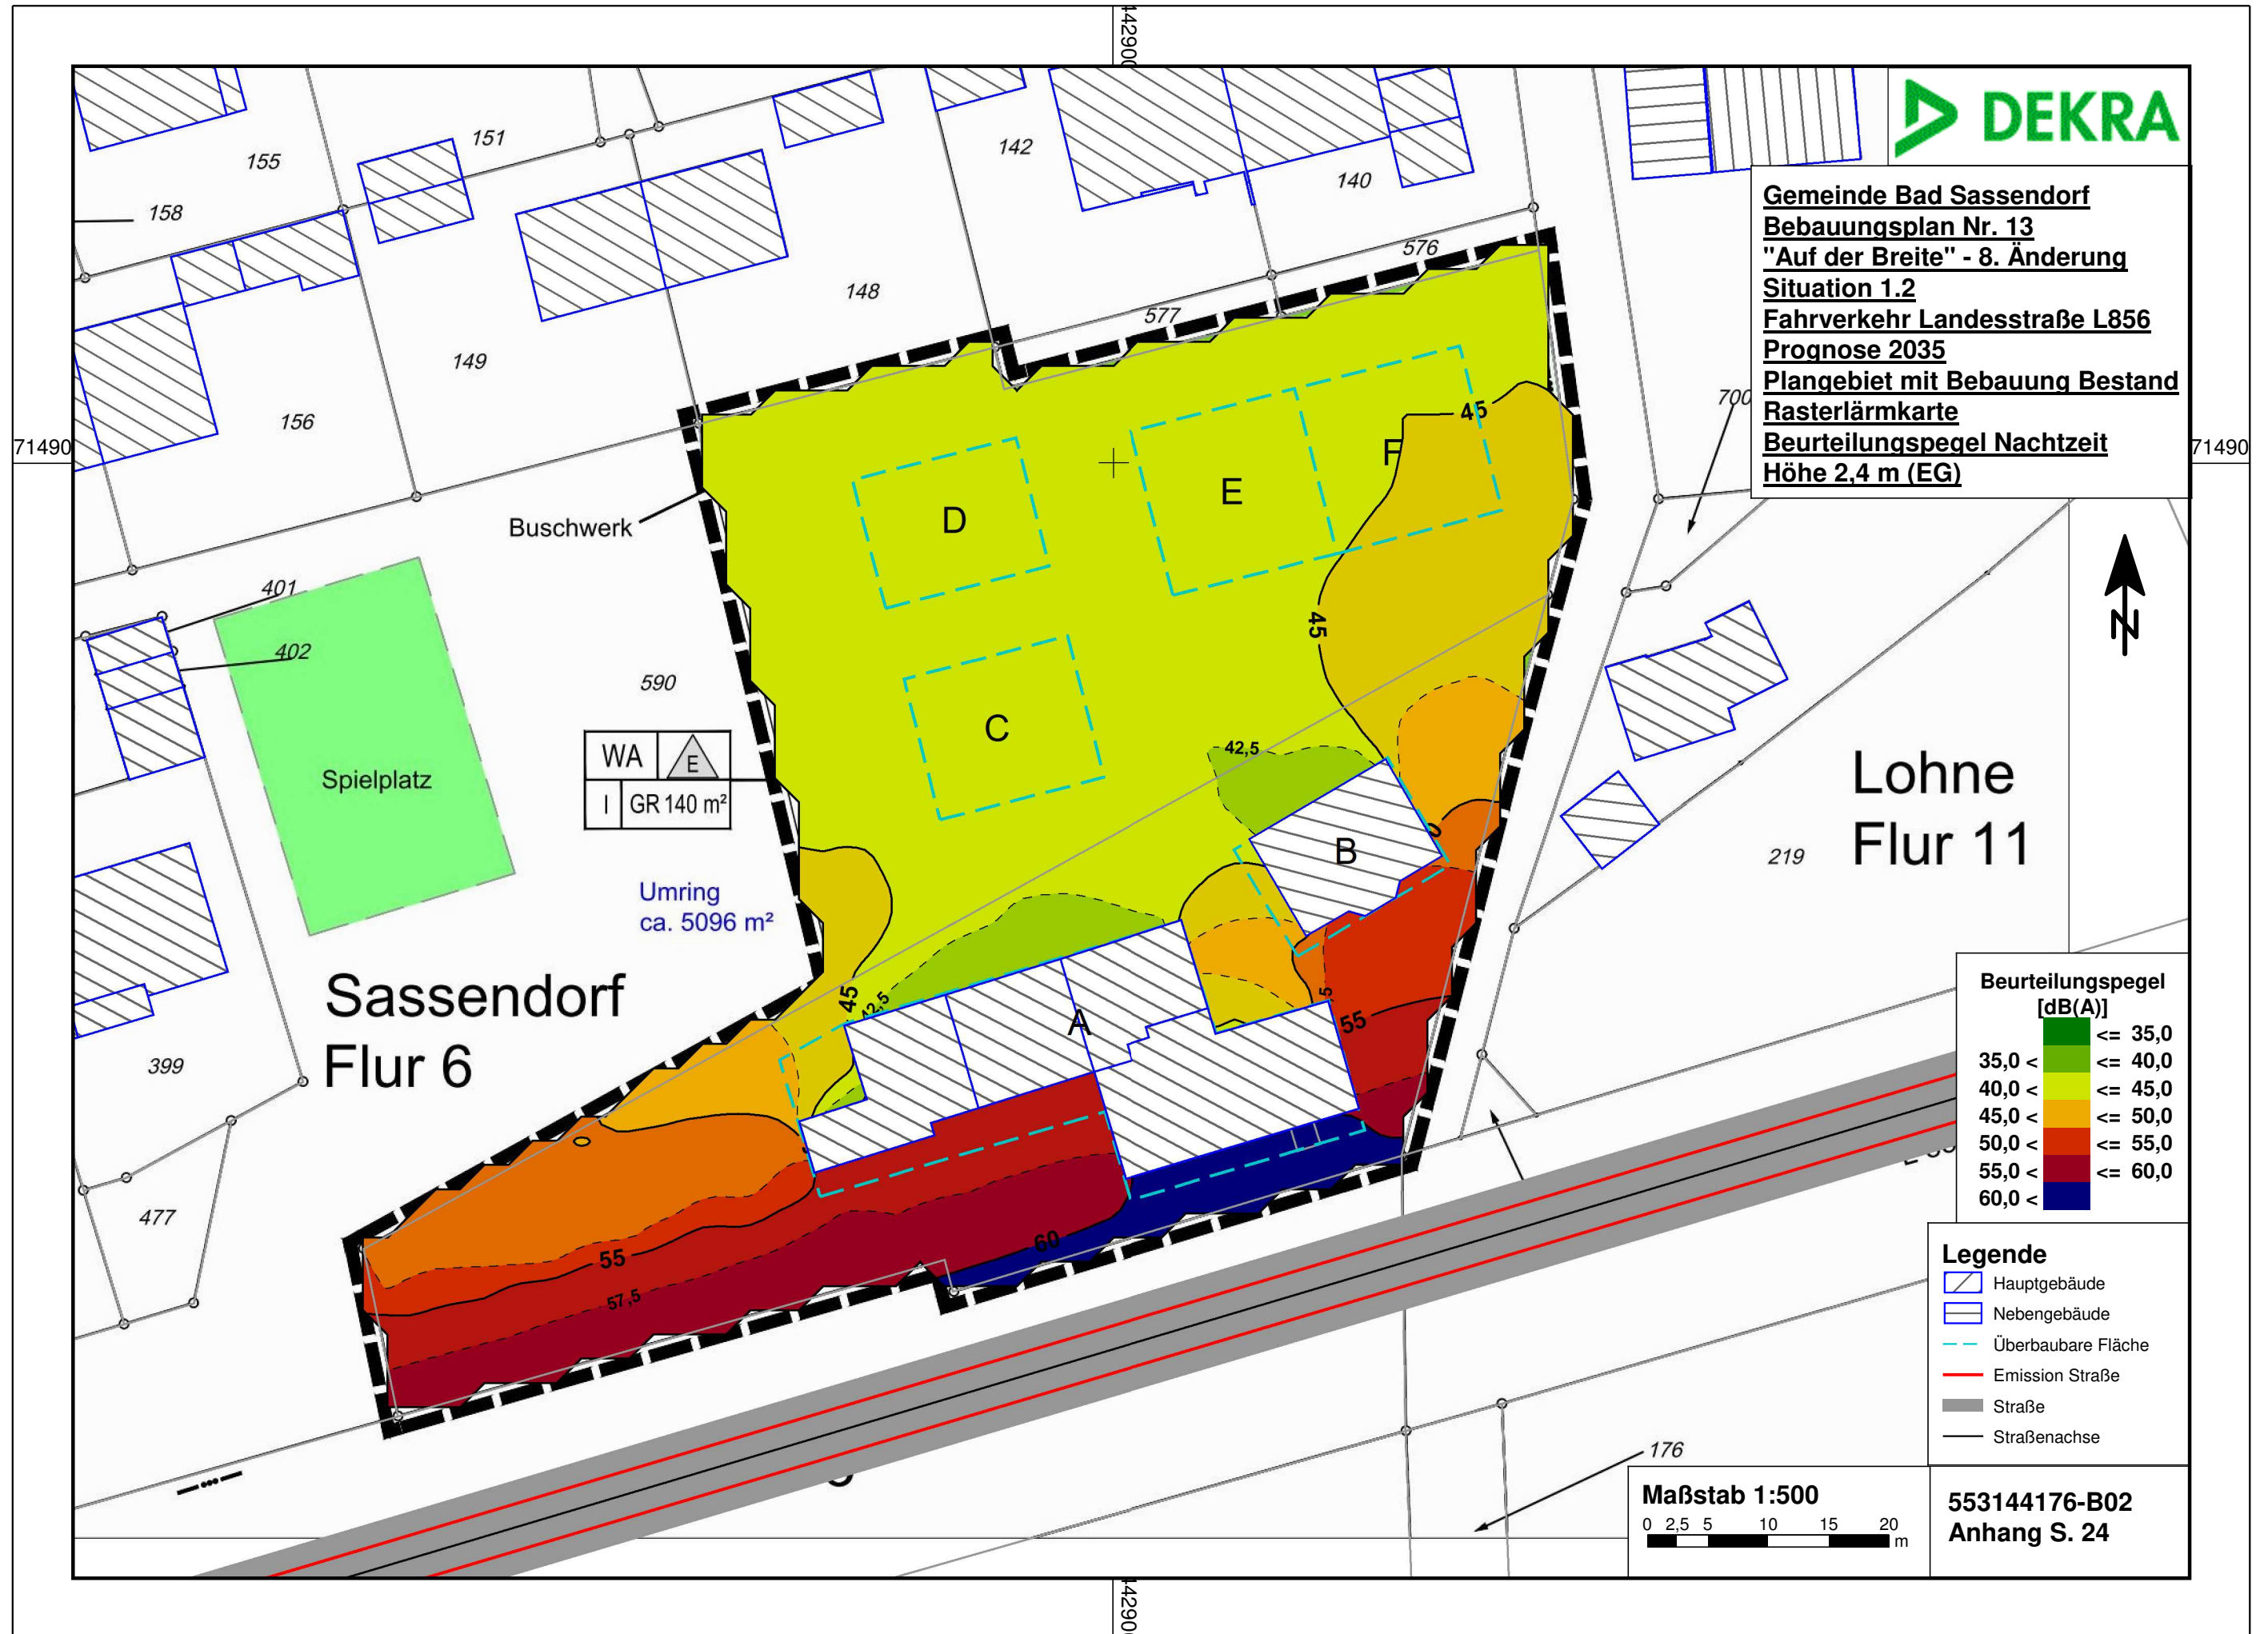 42900
DEKRA
Gemeinde Bad Sassendorf
Bebauungsplan Nr. 13
"Auf der Breite" - 8. Änderung
Situation 1.2
Fahrverkehr Landesstraße L856
Prognose 2035
Plangebiet mit Bebauung Bestand
Rasterlärmkarte
Beurteilungspegel Nachtzeit
Höhe 2,4 m (EG)
151
155
142
140
158
576
148
577
149
700
156
45
71490
71490
F
E
D
Buschwerk
401
45
402
590
C
42,5
WA E
I GR 140 m²
Spielplatz
Lohne
Flur 11
B
219
Umring
ca. 5096 m²
Sassendorf
Flur 6
45
42,5
A
55
399
477
55
60
57,5
176
Beurteilungspegel
[dB(A)]
<= 35,0
35,0 < <= 40,0
40,0 < <= 45,0
45,0 < <= 50,0
50,0 < <= 55,0
55,0 < <= 60,0
60,0 <
Legende
Hauptgebäude
Nebengebäude
Überbaubare Fläche
Emission Straße
Straße
Straßenachse
Maßstab 1:500
0 2,5 5 10 15 20
m
553144176-B02
Anhang S. 24
N